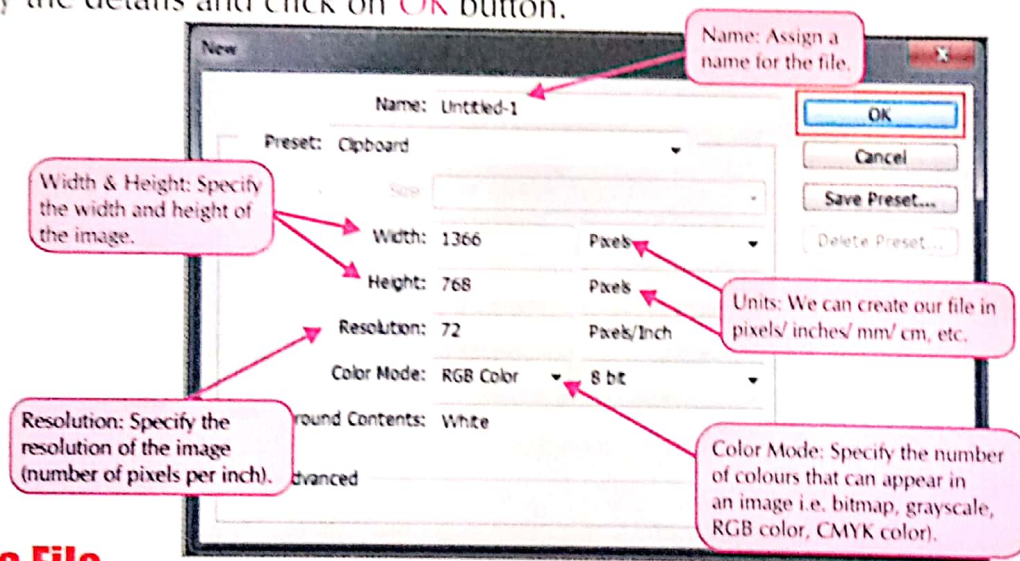 the details and click on OK button.
New
Name: Assign a
name for the file.
Name: Untitled-1
OK
Preset: Clipboard
Cancel
Width & Height: Specify
the width and height of
the image.
Size
Save Preset...
Width: 1366 Pixels
Delete Preset...
Height: 768 Pixels
Units: We can create our file in
pixels/ inches/ mm/ cm, etc.
Resolution: 72 Pixels/Inch
Color Mode: RGB Color 8 bit
Resolution: Specify the
resolution of the image
(number of pixels per inch).
round Contents: White
Color Mode: Specify the number
of colours that can appear in
an image i.e. bitmap, grayscale,
RGB color, CMYK color).
dvanced
File